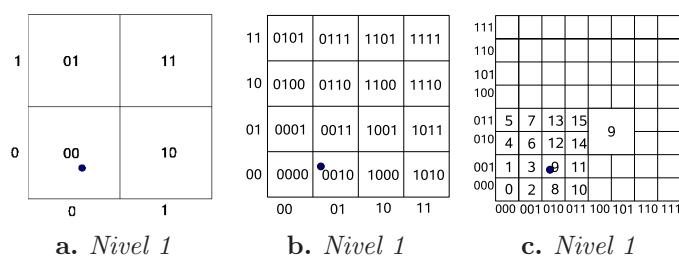 1 01 11
0 00 10
0 1
a. Nivel 1
11 0101 0111 1101 1111
10 0100 0110 1100 1110
01 0001 0011 1001 1011
00 0000 0010 1000 1010
00 01 10 11
b. Nivel 1
111
110
101
100
011 5 7 13 15
9
010 4 6 12 14
001 1 3 9 11
000 0 2 8 10
000 001 010 011 100 101 110 111
c. Nivel 1